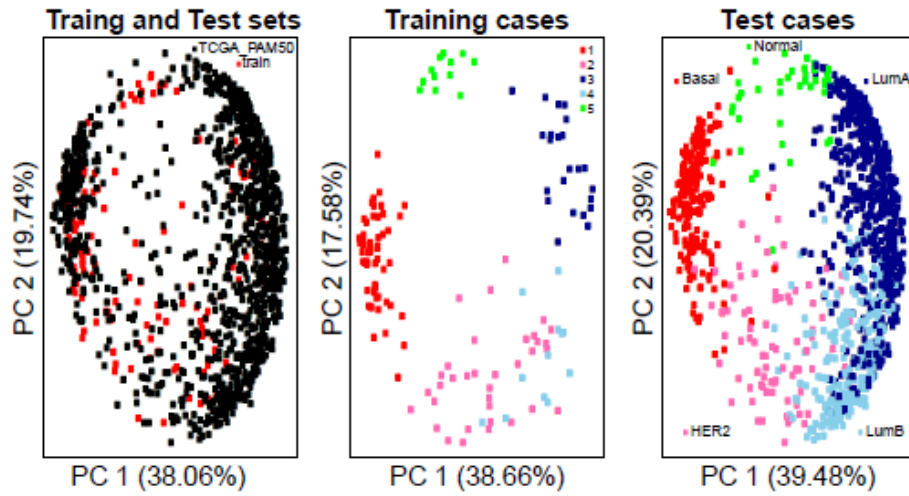 Traing and Test sets
TCGA_PAM50
Train
PC 2 (19.74%)
PC 1 (38.06%)
Training cases
1
2
3
4
5
PC 2 (17.58%)
PC 1 (38.66%)
Test cases
Normal
Basal
LumA
HER2
LumB
PC 2 (20.39%)
PC 1 (39.48%)